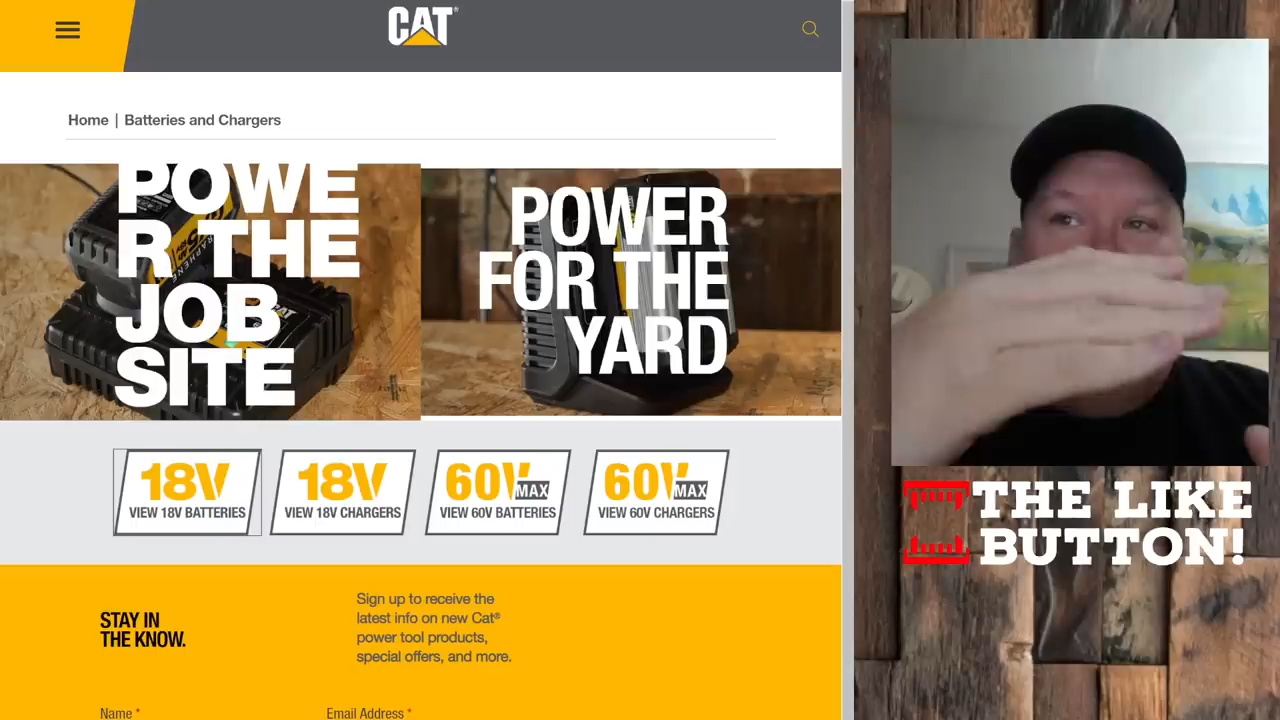 CAT®
Home | Batteries and Chargers
POWE
R THE
JOB
SITE
POWER
FOR THE
YARD
18V
VIEW 18V BATTERIES
18V
VIEW 18V CHARGERS
60V MAX
VIEW 60V BATTERIES
60V MAX
VIEW 60V CHARGERS
STAY IN
THE KNOW.
Sign up to receive the
latest info on new Cat®
power tool products,
special offers, and more.
Name *
Email Address *
THE LIKE
BUTTON!
CAT
GRAPHENE